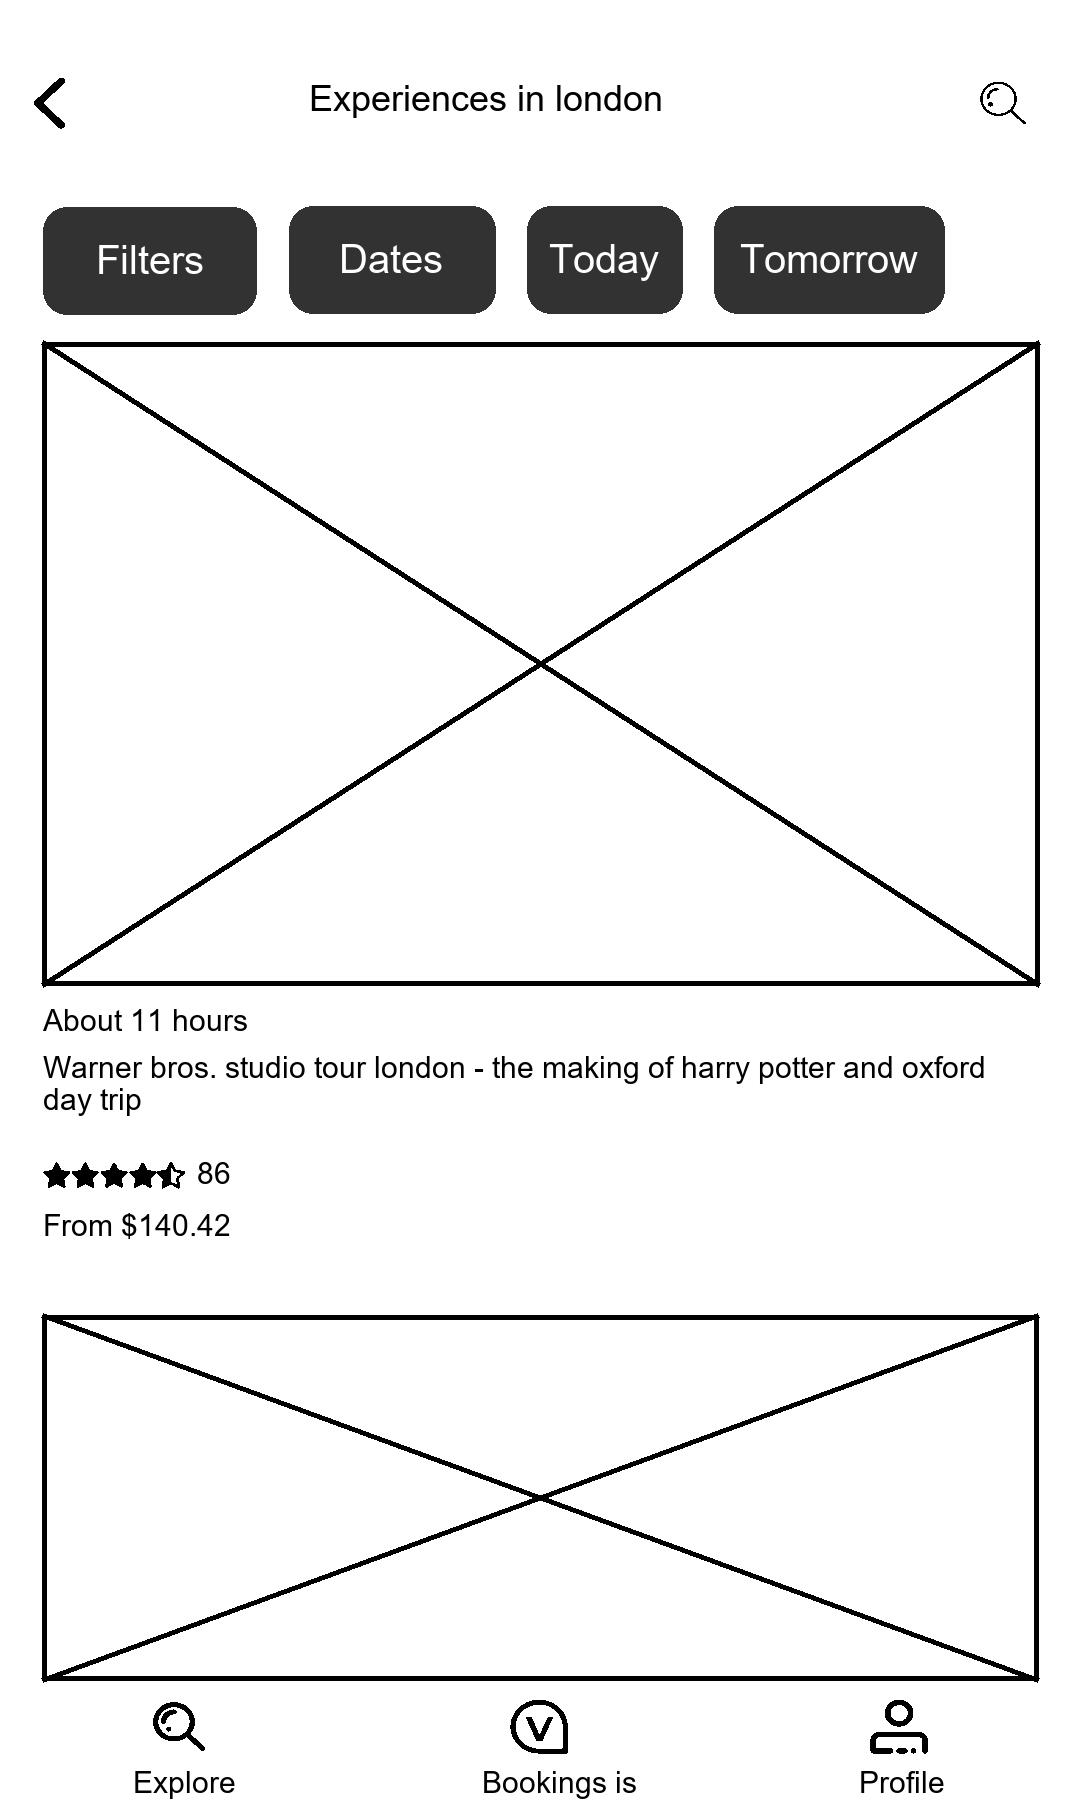 Experiences in london
Filters
Dates
Today
Tomorrow
About 11 hours
Warner bros. studio tour london - the making of harry potter and oxford
day trip
86
From $140.42
Explore
Bookings is
Profile